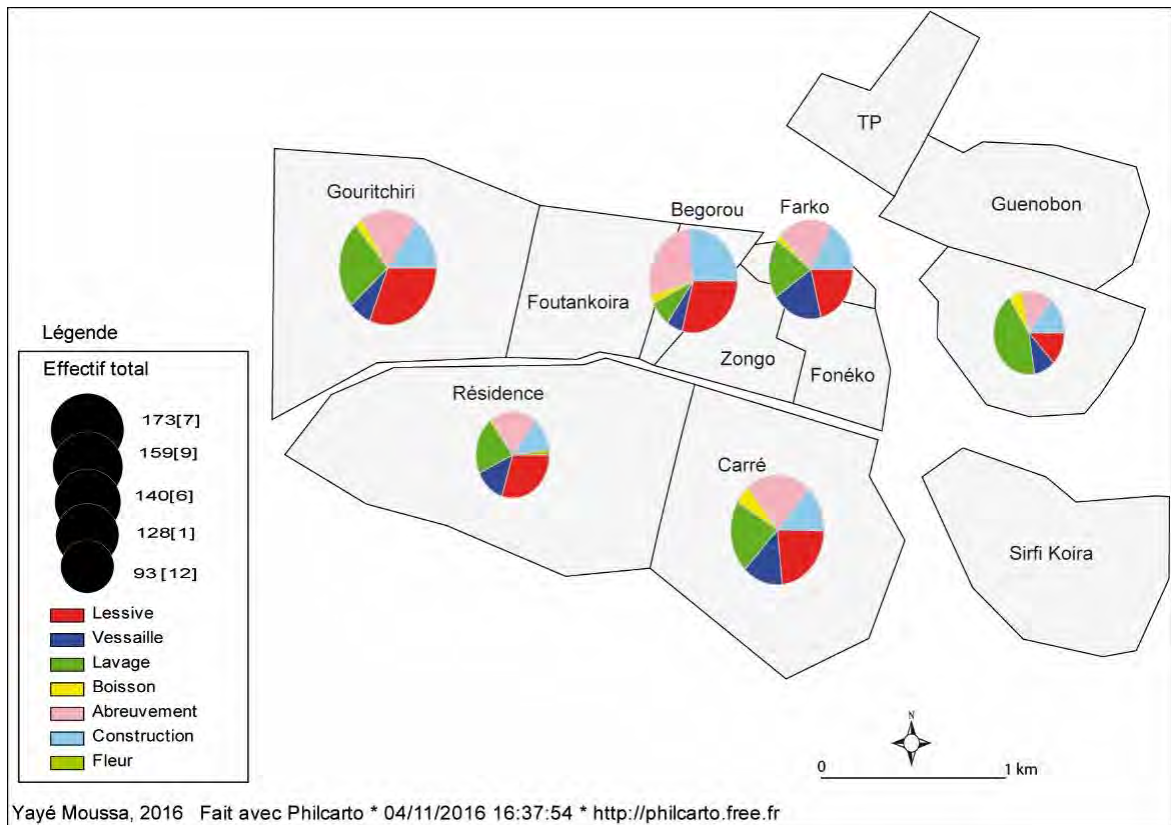 TP
Gouritchiri
Begorou
Farko
Guenobon
Foutankoira
Zongo
Fonéko
Légende
Effectif total
173[7]
159[9]
140[6]
128[1]
93 [12]
Lessive
Vessaille
Lavage
Boisson
Abreuvement
Construction
Fleur
Résidence
Carré
Sirfi Koira
N
0 1 km
Yayé Moussa, 2016 Fait avec Philcarto * 04/11/2016 16:37:54 * http://philcarto.free.fr